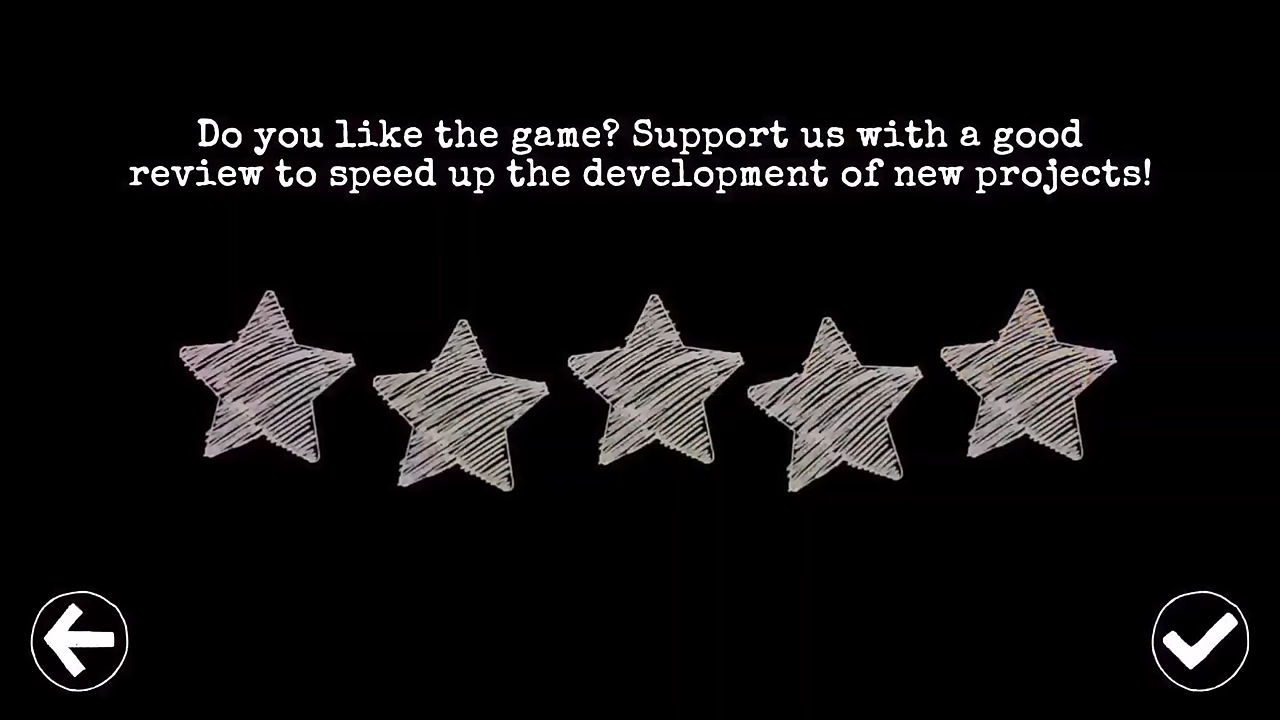 Do you like the game? Support us with a good
review to speed up the development of new projects!